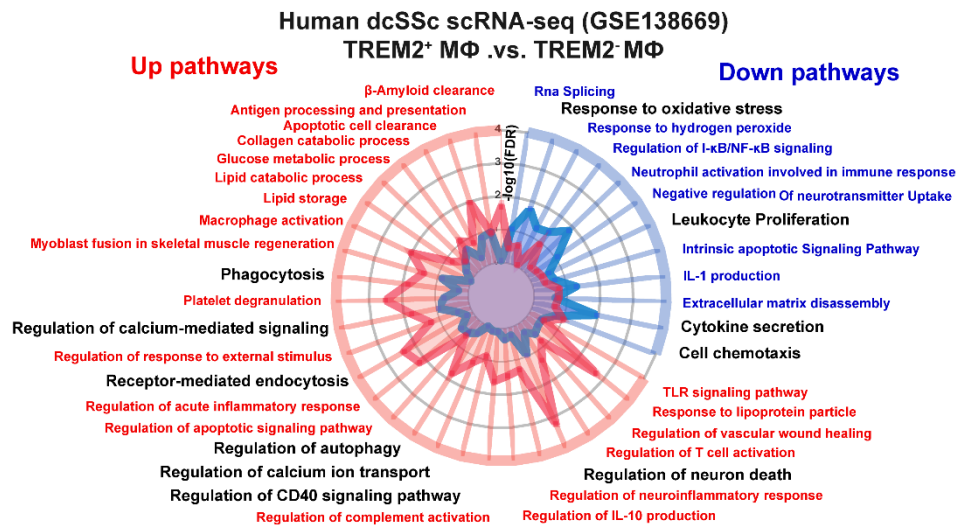 Human dcSSc scRNA-seq (GSE138669)
TREM2⁺ MΦ .vs. TREM2⁻ MΦ
Up pathways
Down pathways
β-Amyloid clearance
Antigen processing and presentation
Apoptotic cell clearance
Collagen catabolic process
Glucose metabolic process
Lipid catabolic process
Lipid storage
Macrophage activation
Myoblast fusion in skeletal muscle regeneration
Phagocytosis
Platelet degranulation
Regulation of calcium-mediated signaling
Regulation of response to external stimulus
Receptor-mediated endocytosis
Regulation of acute inflammatory response
Regulation of apoptotic signaling pathway
Regulation of autophagy
Regulation of calcium ion transport
Regulation of CD40 signaling pathway
Regulation of complement activation
4
3
2
1
-log10(FDR)
Rna Splicing
Response to oxidative stress
Response to hydrogen peroxide
Regulation of I-κB/NF-κB signaling
Neutrophil activation involved in immune response
Negative regulation Of neurotransmitter Uptake
Leukocyte Proliferation
Intrinsic apoptotic Signaling Pathway
IL-1 production
Extracellular matrix disassembly
Cytokine secretion
Cell chemotaxis
TLR signaling pathway
Response to lipoprotein particle
Regulation of vascular wound healing
Regulation of T cell activation
Regulation of neuron death
Regulation of neuroinflammatory response
Regulation of IL-10 production